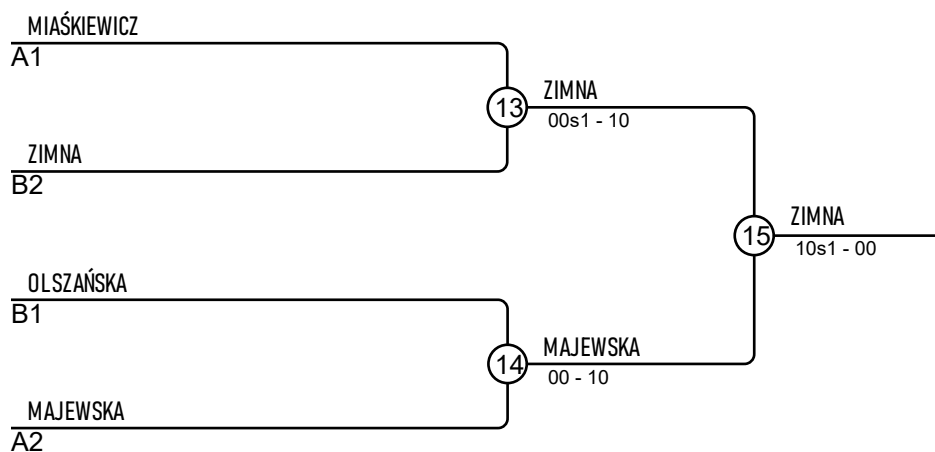 MIAŚKIEWICZ
A1
13
ZIMNA
00s1 - 10
ZIMNA
B2
15
ZIMNA
10s1 - 00
OLSZAŃSKA
B1
14
MAJEWSKA
00 - 10
MAJEWSKA
A2